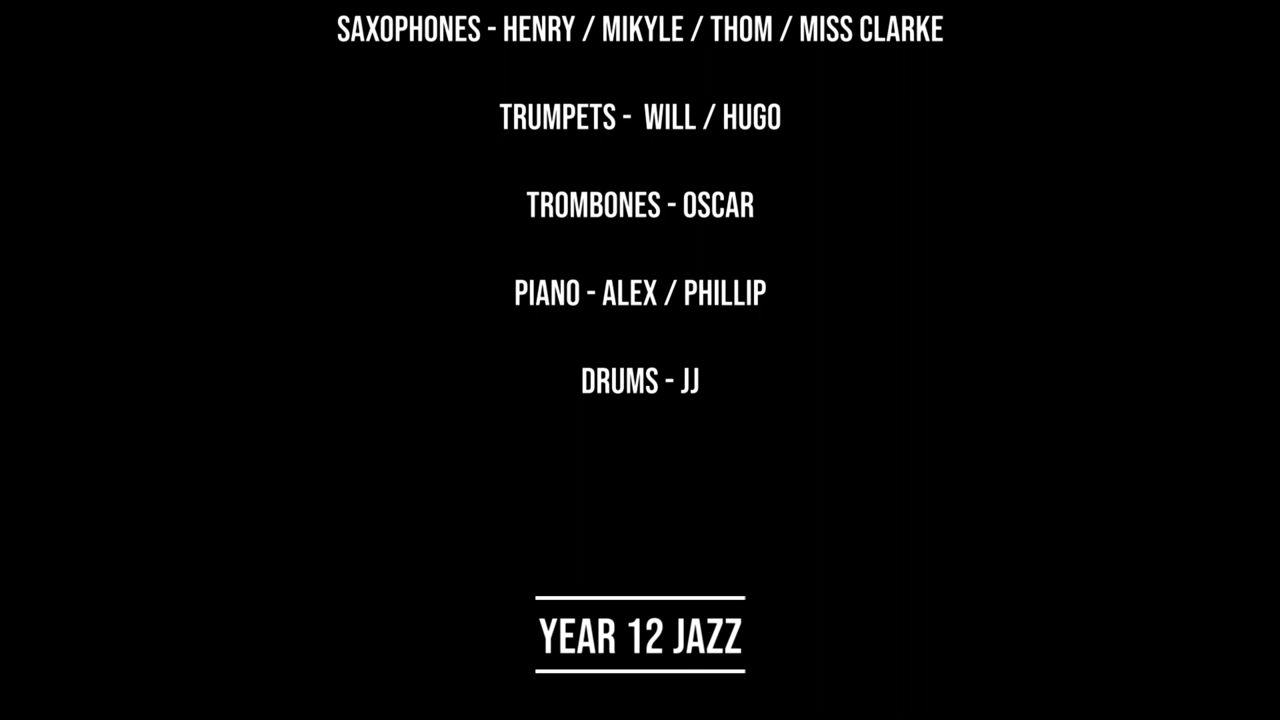 SAXOPHONES - HENRY / MIKYLE / THOM / MISS CLARKE
TRUMPETS - WILL / HUGO
TROMBONES - OSCAR
PIANO - ALEX / PHILLIP
DRUMS - JJ
YEAR 12 JAZZ